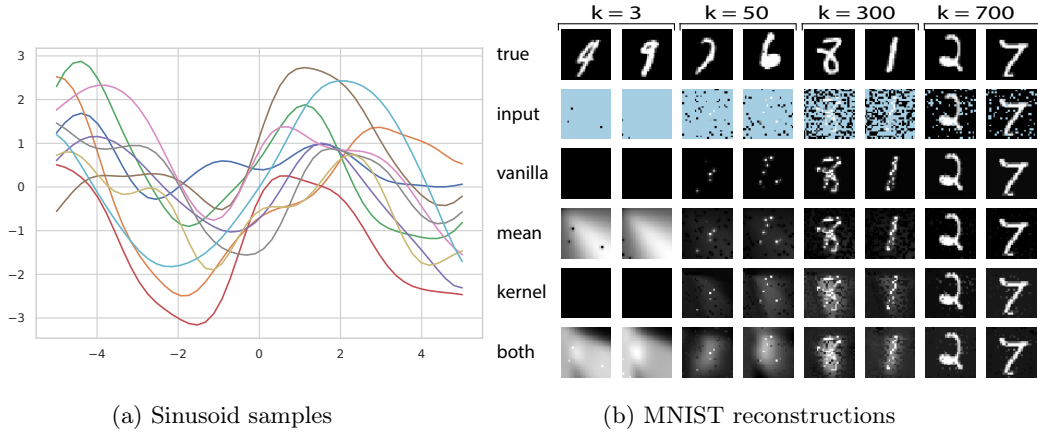 k = 3 k = 50 k = 300 k = 700
true
input
vanilla
mean
kernel
both
3
2
1
0
−1
−2
−3
−4 −2 0 2 4
(a) Sinusoid samples
(b) MNIST reconstructions